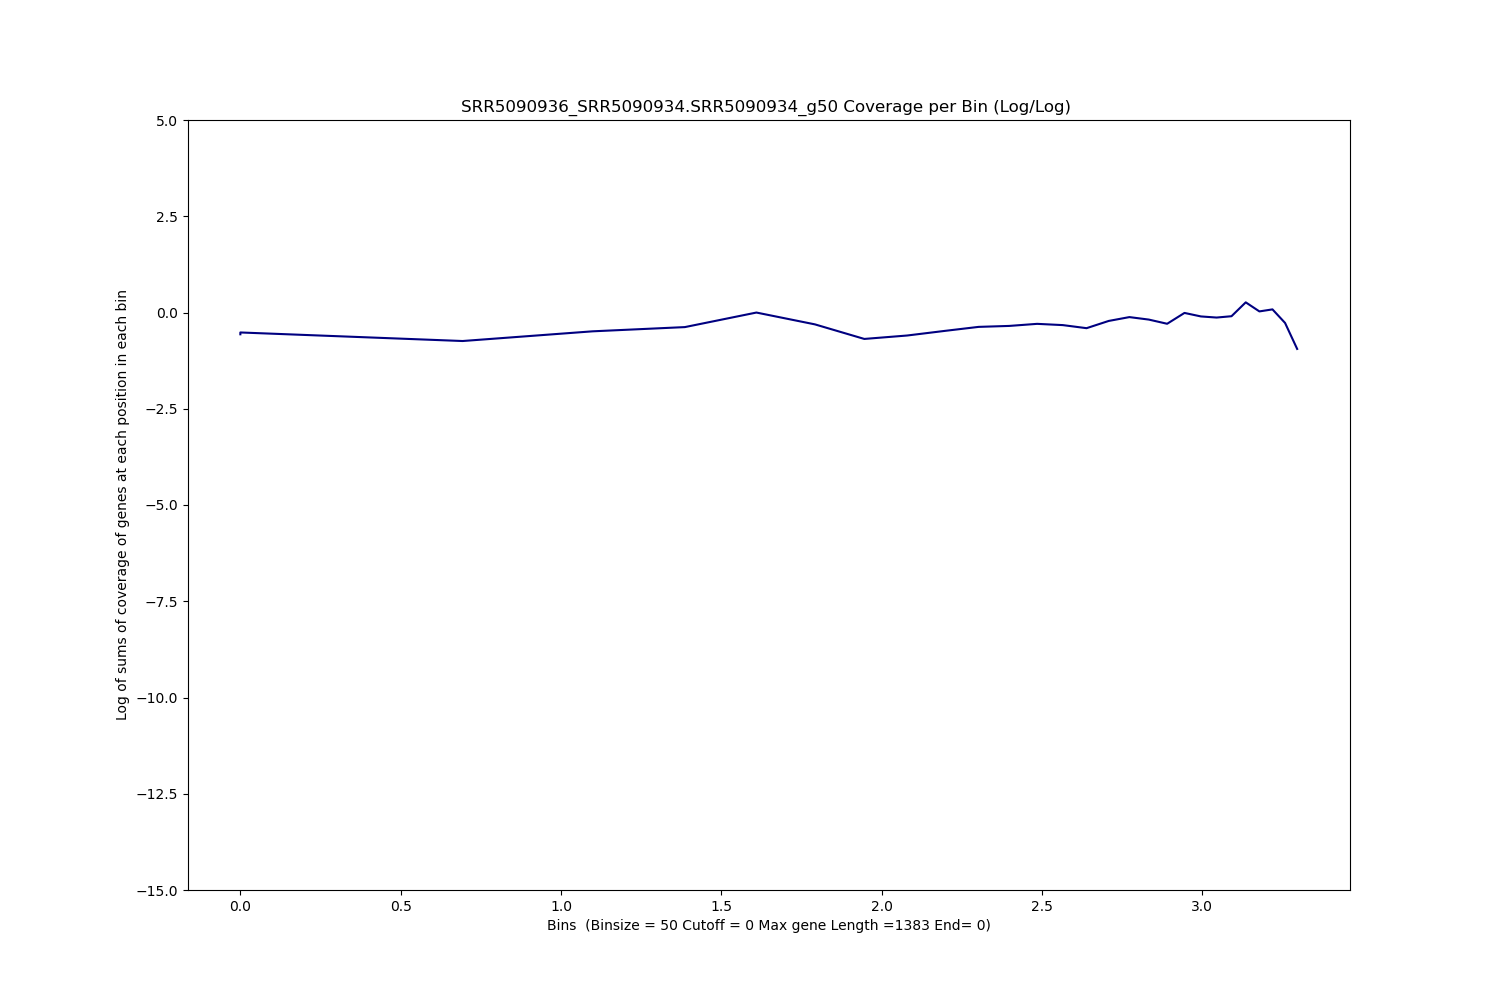 SRR5090936_SRR5090934.SRR5090934_g50 Coverage per Bin (Log/Log)
5.0
2.5
0.0
−2.5
−5.0
−7.5
−10.0
−12.5
−15.0
Log of sums of coverage of genes at each position in each bin
0.0 0.5 1.0 1.5 2.0 2.5 3.0
Bins  (Binsize = 50 Cutoff = 0 Max gene Length =1383 End= 0)